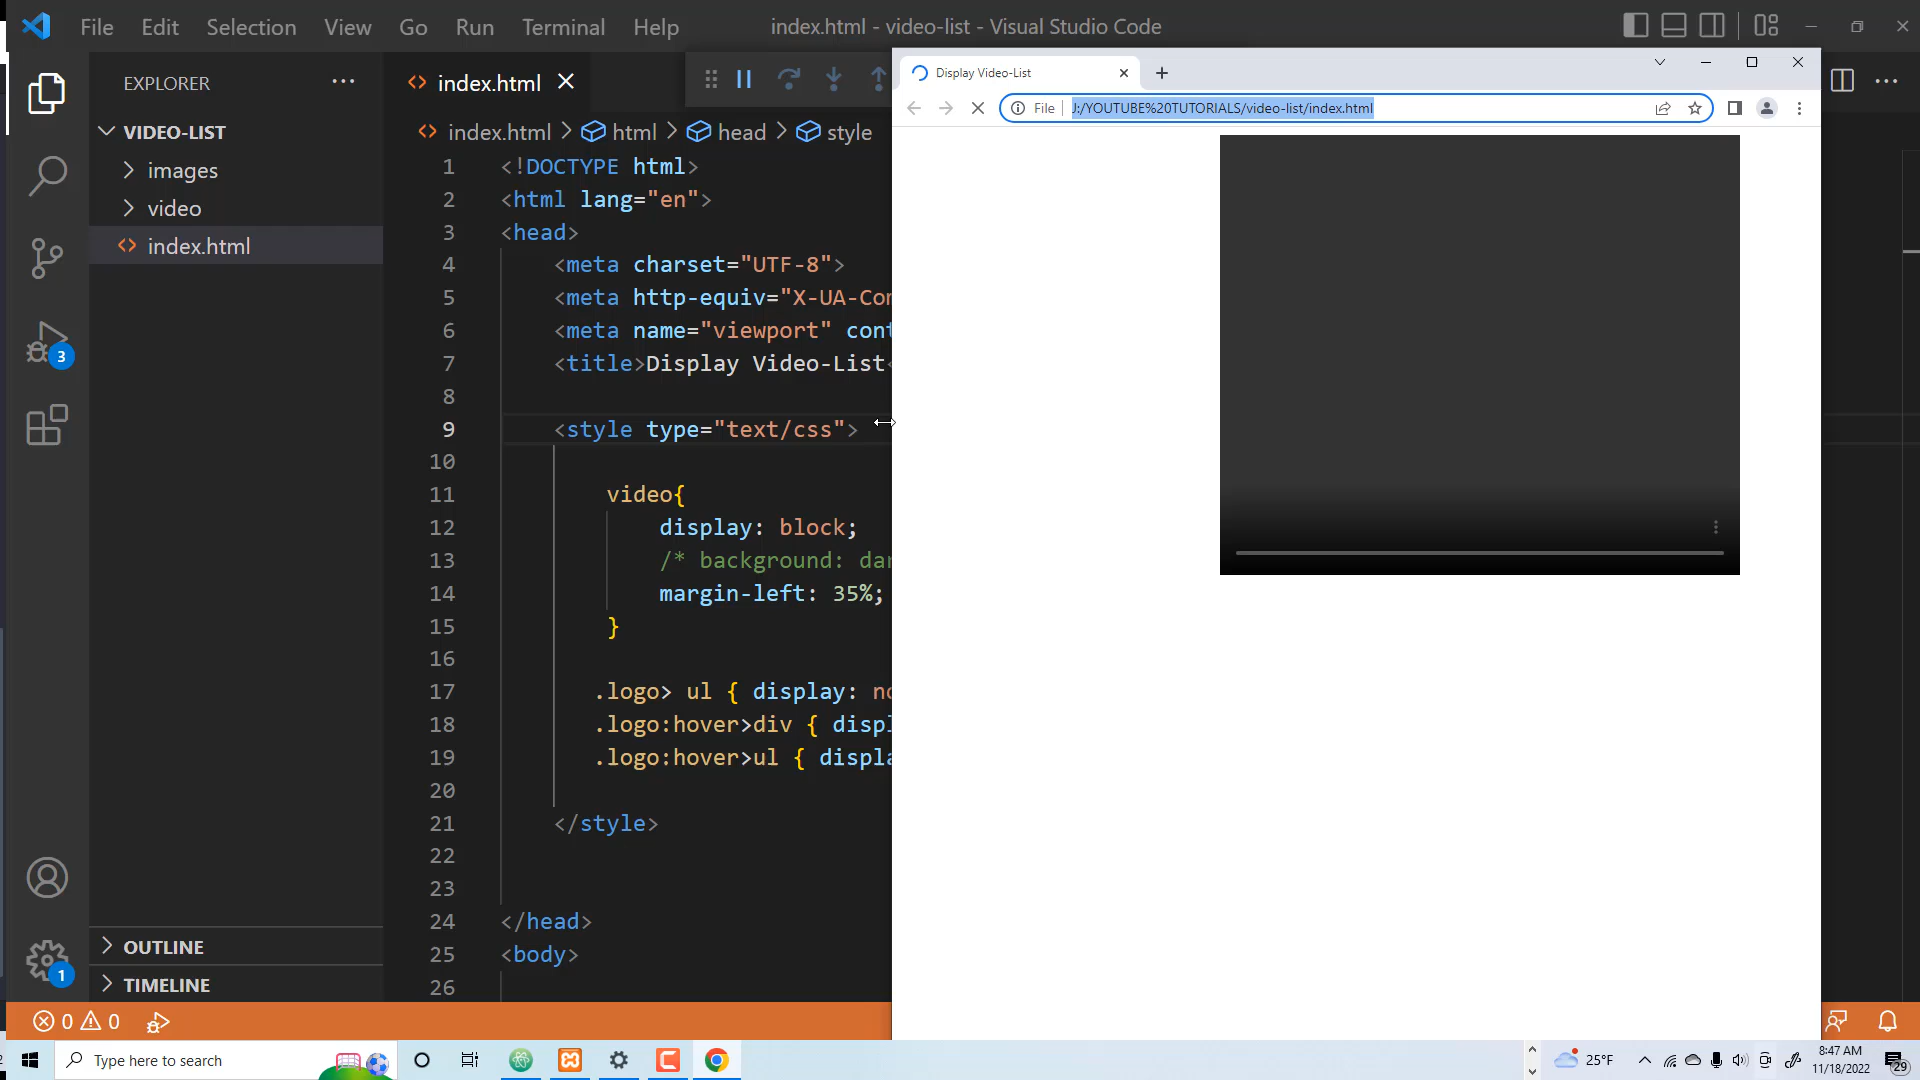 File Edit Selection View Go Run Terminal Help
index.html - video-list - Visual Studio Code
EXPLORER
VIDEO-LIST
images
video
index.html
OUTLINE
TIMELINE
3
1
index.html
index.html > html > head > style
1 <!DOCTYPE html>
2 <html lang="en">
3 <head>
4 <meta charset="UTF-8">
5 <meta http-equiv="X-UA-Con
6 <meta name="viewport" cont
7 <title>Display Video-List<
8
9 <style type="text/css">
10
11 video{
12 display: block;
13 /* background: dar
14 margin-left: 35%;
15 }
16
17 .logo> ul { display: no
18 .logo:hover>div { displ
19 .logo:hover>ul { displa
20
21 </style>
22
23
24 </head>
25 <body>
26
Display Video-List
File J:/YOUTUBE%20TUTORIALS/video-list/index.html
0 0
Type here to search
25°F
8:47 AM
11/18/2022
29